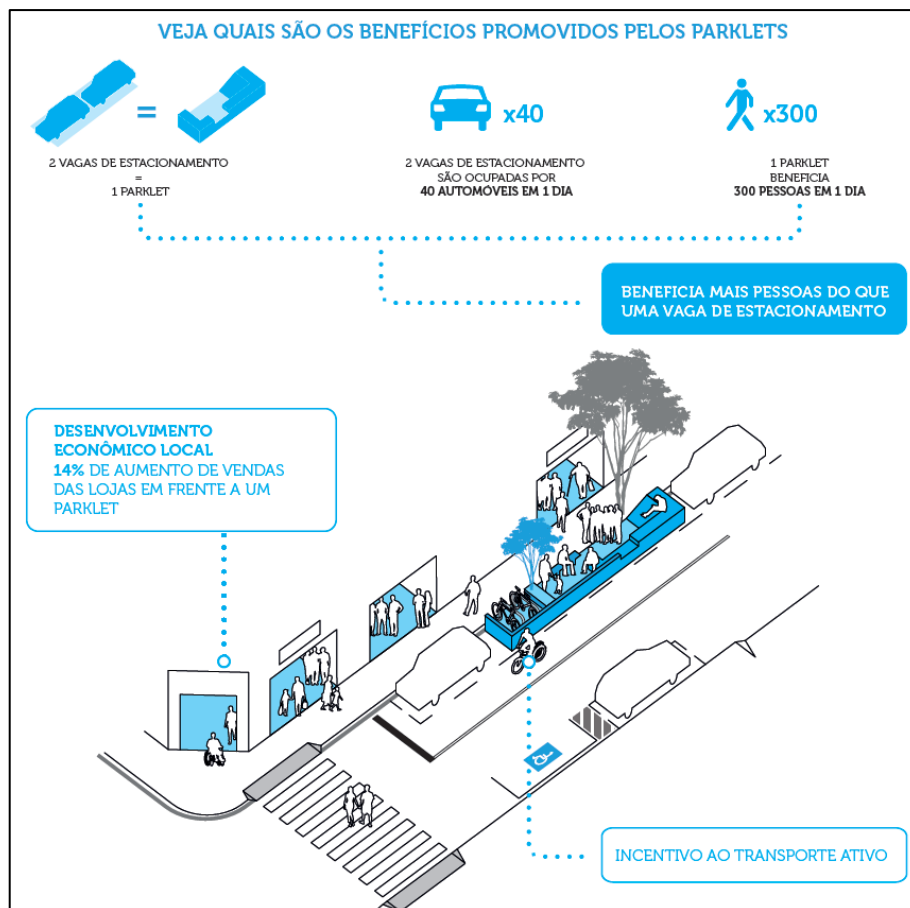 VEJA QUAIS SÃO OS BENEFÍCIOS PROMOVIDOS PELOS PARKLETS
=
x40
x300
2 VAGAS DE ESTACIONAMENTO
=
1 PARKLET
2 VAGAS DE ESTACIONAMENTO
SÃO OCUPADAS POR
40 AUTOMÓVEIS EM 1 DIA
1 PARKLET
BENEFICIA
300 PESSOAS EM 1 DIA
BENEFICIA MAIS PESSOAS DO QUE
UMA VAGA DE ESTACIONAMENTO
DESENVOLVIMENTO
ECONÔMICO LOCAL
14% DE AUMENTO DE VENDAS
DAS LOJAS EM FRENTE A UM
PARKLET
INCENTIVO AO TRANSPORTE ATIVO